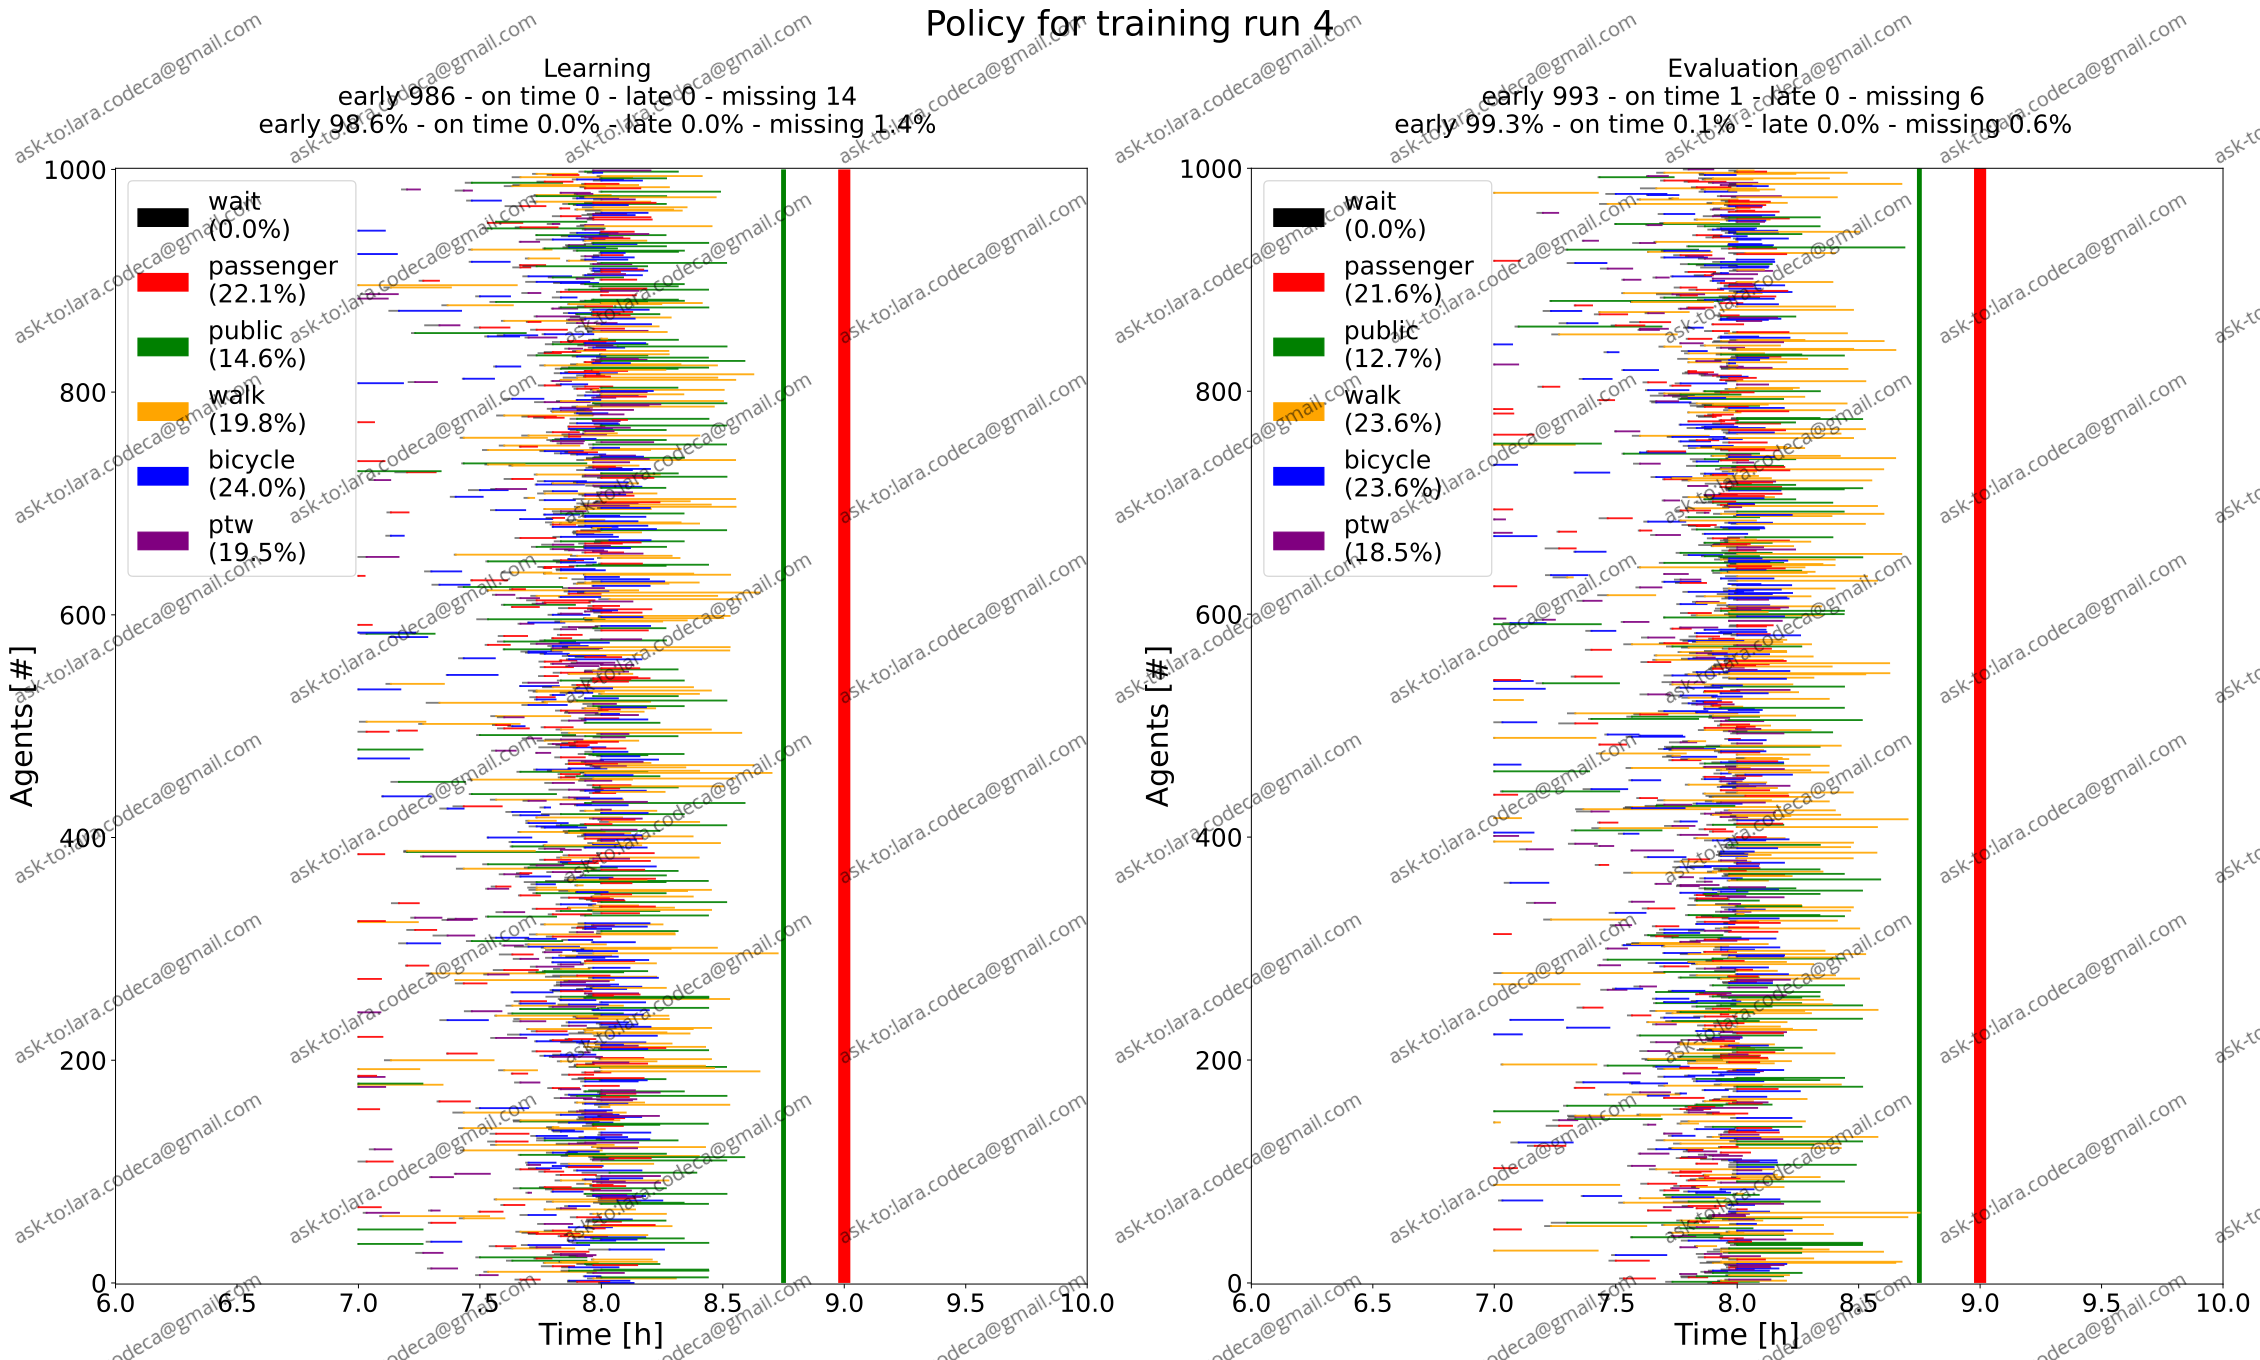 Policy for training run 4
Learning
early 986 - on time 0 - late 0 - missing 14
early 98.6% - on time 0.0% - late 0.0% - missing 1.4%
Agents [#]
1000
800
600
400
200
0
wait
(0.0%)
passenger
(22.1%)
public
(14.6%)
walk
(19.8%)
bicycle
(24.0%)
ptw
(19.5%)
6.0 6.5 7.0 7.5 8.0 8.5 9.0 9.5 10.0
Time [h]
Evaluation
early 993 - on time 1 - late 0 - missing 6
early 99.3% - on time 0.1% - late 0.0% - missing 0.6%
Agents [#]
1000
800
600
400
200
0
wait
(0.0%)
passenger
(21.6%)
public
(12.7%)
walk
(23.6%)
bicycle
(23.6%)
ptw
(18.5%)
6.0 6.5 7.0 7.5 8.0 8.5 9.0 9.5 10.0
Time [h]
ask-to:lara.codeca@gmail.com